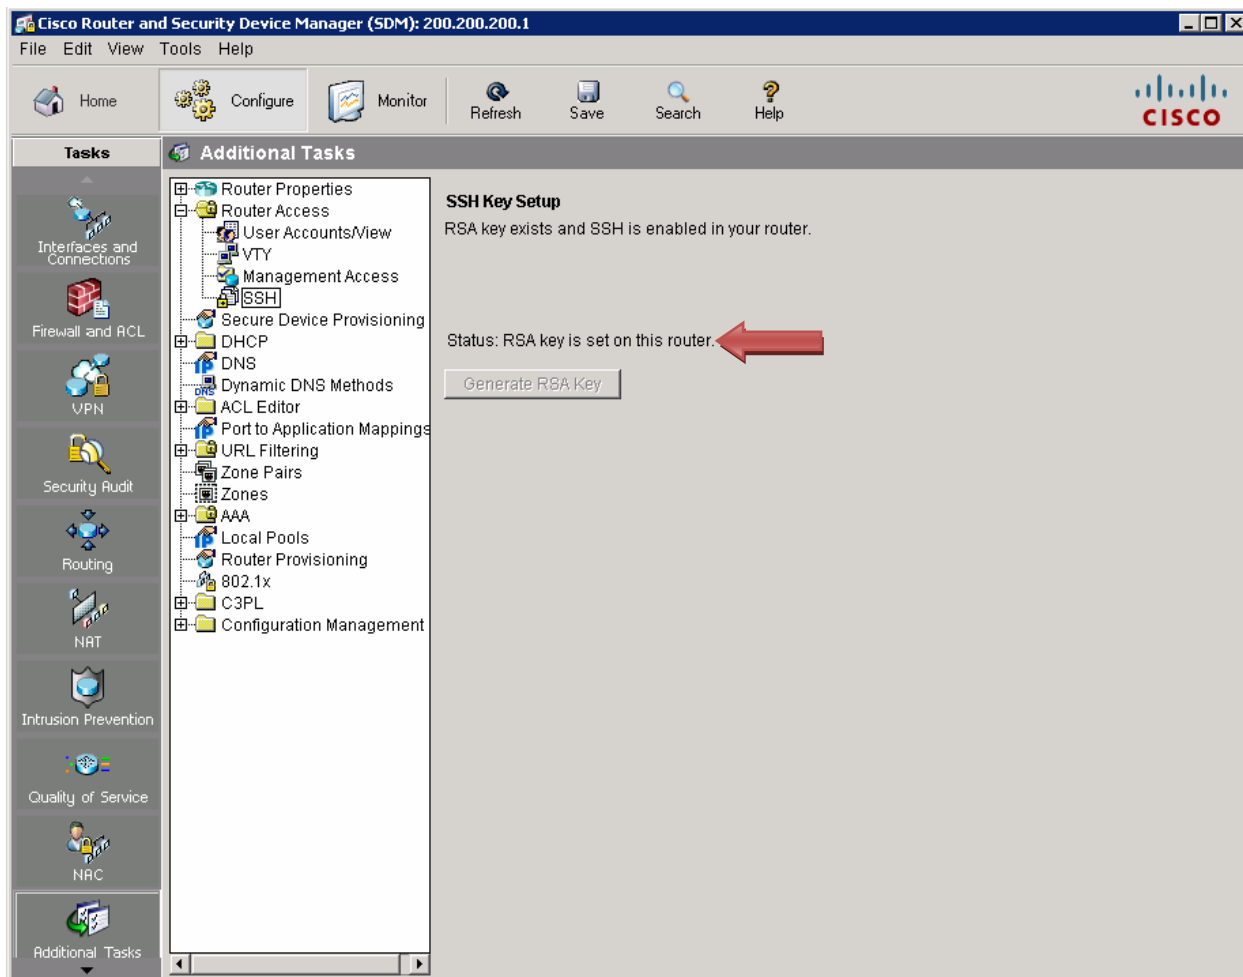 Cisco Router and Security Device Manager (SDM): 200.200.200.1
File Edit View Tools Help
Home Configure Monitor Refresh Save Search Help
CISCO
Tasks
Additional Tasks
Interfaces and
Connections
Firewall and ACL
VPN
Security Audit
Routing
NAT
Intrusion Prevention
Quality of Service
NAC
Additional Tasks
Router Properties
Router Access
User Accounts/View
VTY
Management Access
SSH
Secure Device Provisioning
DHCP
DNS
Dynamic DNS Methods
ACL Editor
Port to Application Mappings
URL Filtering
Zone Pairs
Zones
AAA
Local Pools
Router Provisioning
802.1x
C3PL
Configuration Management
SSH Key Setup
RSA key exists and SSH is enabled in your router.
Status: RSA key is set on this router.
Generate RSA Key